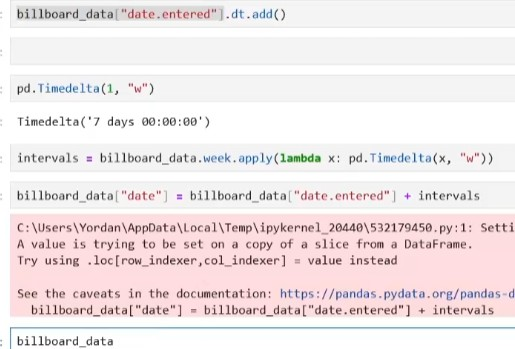 billboard_data["date.entered"].dt.add()
pd.Timedelta(1, "w")
Timedelta('7 days 00:00:00')
intervals = billboard_data.week.apply(lambda x: pd.Timedelta(x, "w"))
billboard_data["date"] = billboard_data["date.entered"] + intervals
C:\Users\Yordan\AppData\Local\Temp\ipykernel_20440\532179450.py:1: Setti
A value is trying to be set on a copy of a slice from a DataFrame.
Try using .loc[row_indexer,col_indexer] = value instead
See the caveats in the documentation: https://pandas.pydata.org/pandas-d
billboard_data["date"] = billboard_data["date.entered"] + intervals
billboard_data